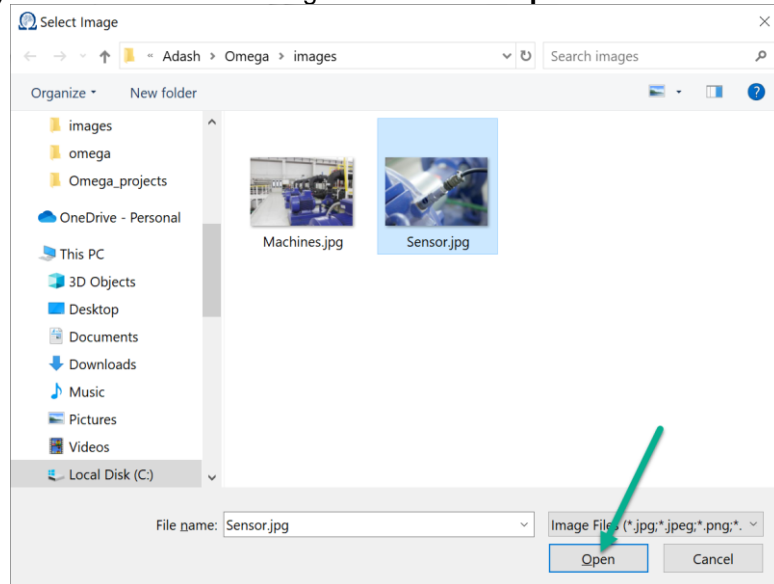 Select Image
« Adash › Omega › images
Search images
Organize
New folder
?
images
omega
Omega_projects
OneDrive - Personal
This PC
3D Objects
Desktop
Documents
Downloads
Music
Pictures
Videos
Local Disk (C:)
Machines.jpg
Sensor.jpg
File name: Sensor.jpg
Image Files (*.jpg;*.jpeg;*.png;*.
Open
Cancel